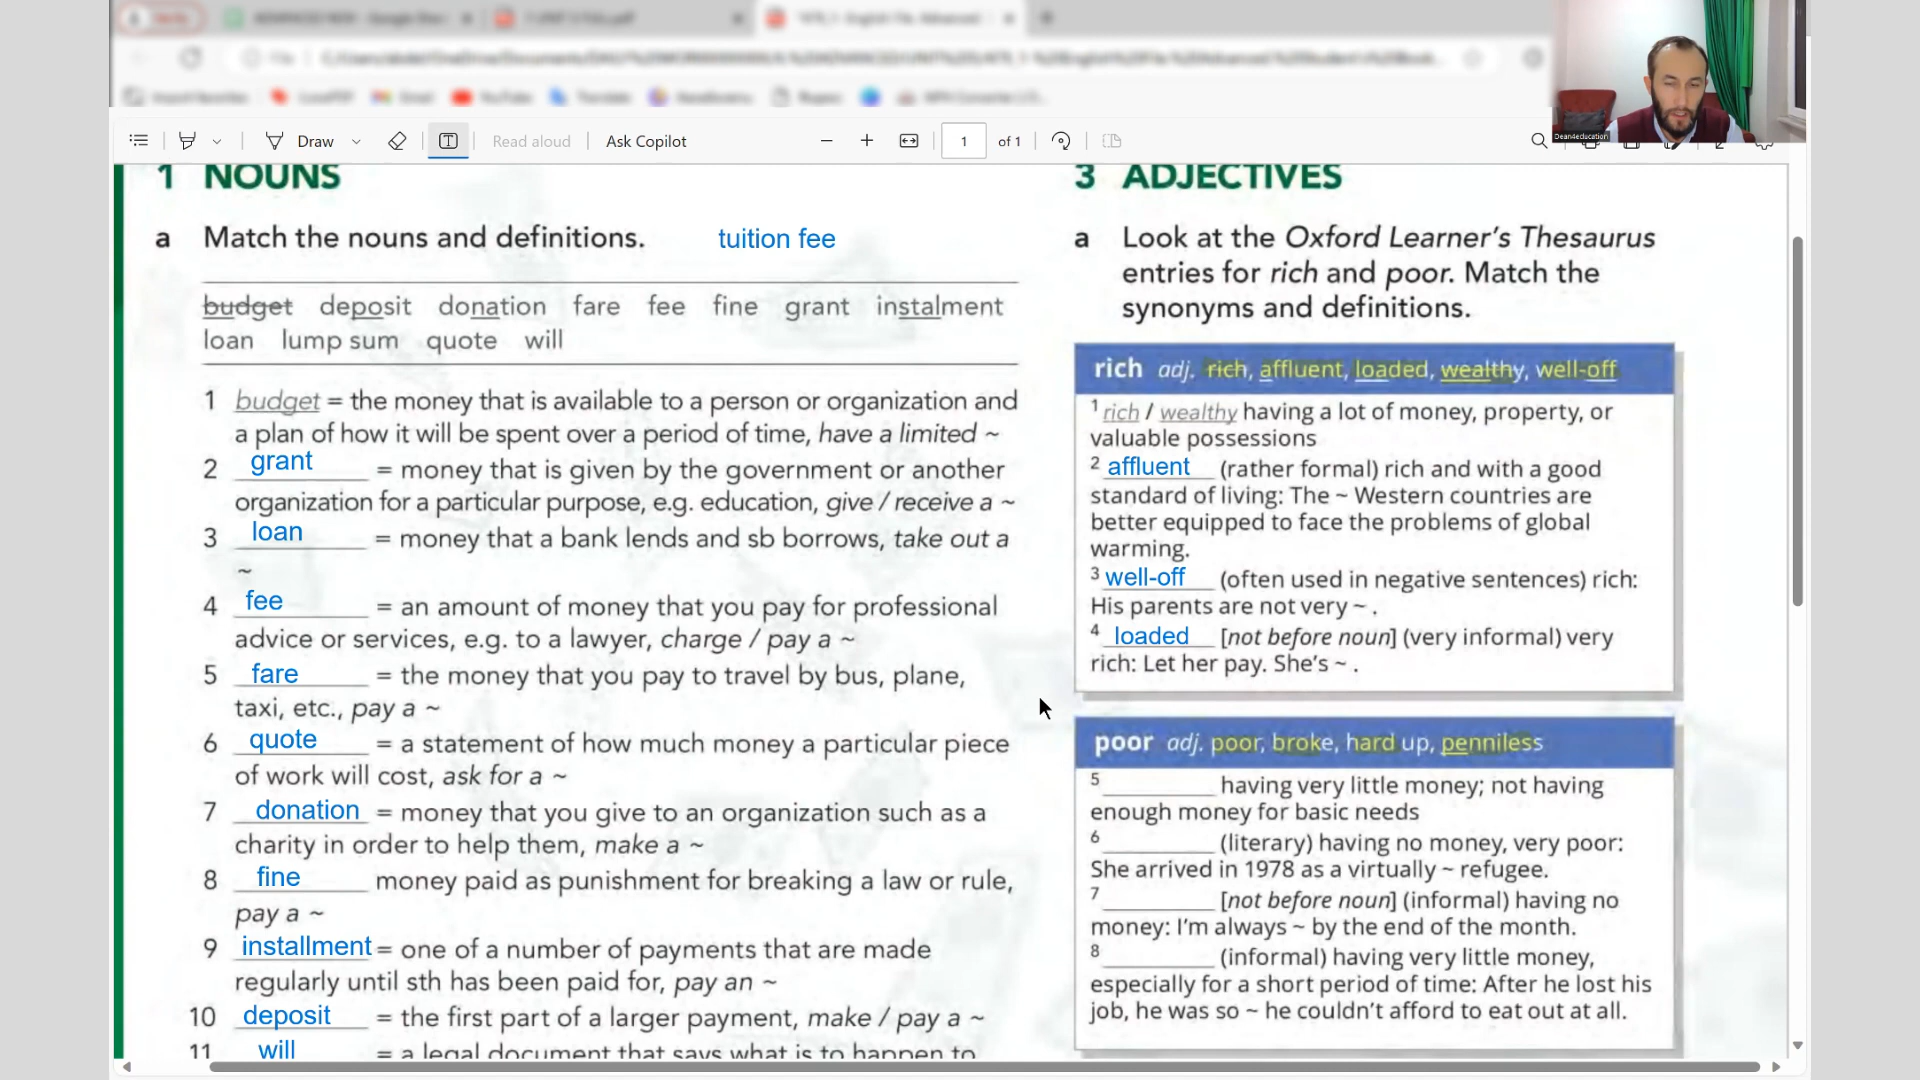 Draw
Read aloud
Ask Copilot
1 of 1
Dean4education
1 NOUNS
a Match the nouns and definitions. tuition fee
budget deposit donation fare fee fine grant instalment
loan lump sum quote will
1 budget = the money that is available to a person or organization and
a plan of how it will be spent over a period of time, have a limited ~
2 grant = money that is given by the government or another
organization for a particular purpose, e.g. education, give / receive a ~
3 loan = money that a bank lends and sb borrows, take out a
~
4 fee = an amount of money that you pay for professional
advice or services, e.g. to a lawyer, charge / pay a ~
5 fare = the money that you pay to travel by bus, plane,
taxi, etc., pay a ~
6 quote = a statement of how much money a particular piece
of work will cost, ask for a ~
7 donation = money that you give to an organization such as a
charity in order to help them, make a ~
8 fine money paid as punishment for breaking a law or rule,
pay a ~
9 installment = one of a number of payments that are made
regularly until sth has been paid for, pay an ~
10 deposit = the first part of a larger payment, make / pay a ~
11 will = a legal document that says what is to happen to
3 ADJECTIVES
a Look at the Oxford Learner's Thesaurus
entries for rich and poor. Match the
synonyms and definitions.
rich adj. rich, affluent, loaded, wealthy, well-off
1 rich / wealthy having a lot of money, property, or
valuable possessions
2 affluent (rather formal) rich and with a good
standard of living: The ~ Western countries are
better equipped to face the problems of global
warming.
3 well-off (often used in negative sentences) rich:
His parents are not very ~ .
4 loaded [not before noun] (very informal) very
rich: Let her pay. She's ~ .
poor adj. poor, broke, hard up, penniless
5 ________ having very little money; not having
enough money for basic needs
6 ________ (literary) having no money, very poor:
She arrived in 1978 as a virtually ~ refugee.
7 ________ [not before noun] (informal) having no
money: I'm always ~ by the end of the month.
8 ________ (informal) having very little money,
especially for a short period of time: After he lost his
job, he was so ~ he couldn't afford to eat out at all.